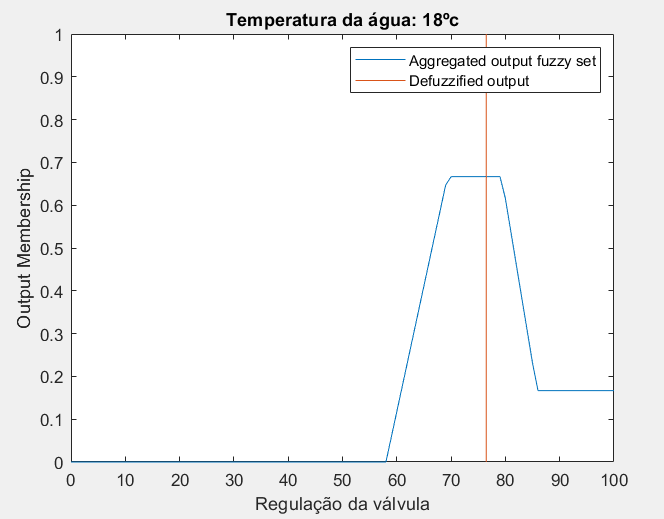 Temperatura da água: 18ºc
Aggregated output fuzzy set
Defuzzified output
Output Membership
1
0.9
0.8
0.7
0.6
0.5
0.4
0.3
0.2
0.1
0
0 10 20 30 40 50 60 70 80 90 100
Regulação da válvula